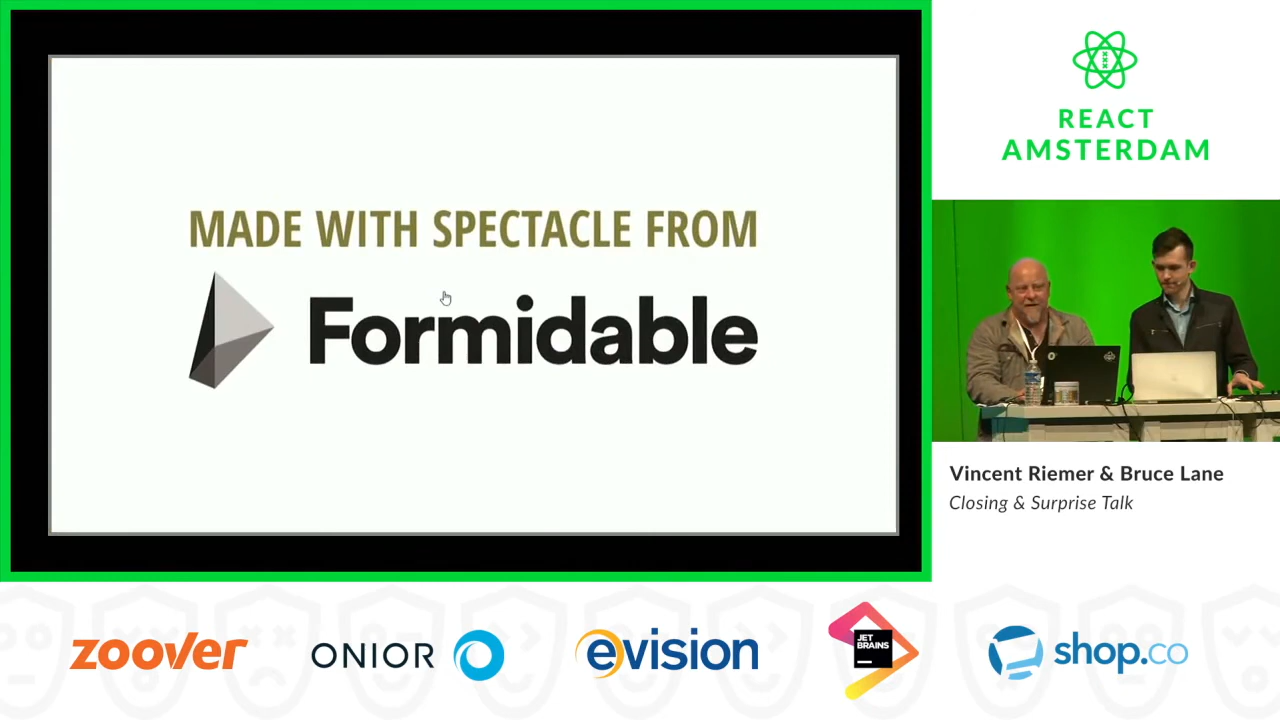 MADE WITH SPECTACLE FROM
Formidable
REACT
AMSTERDAM
Vincent Riemer & Bruce Lane
Closing & Surprise Talk
zoover
ONIOR
evision
JET
BRAINS
shop.co